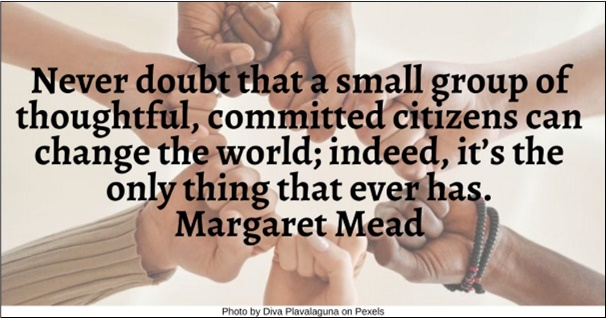 Never doubt that a small group of
thoughtful, committed citizens can
change the world; indeed, it’s the
only thing that ever has.
Margaret Mead
Photo by Diva Plavalaguna on Pexels